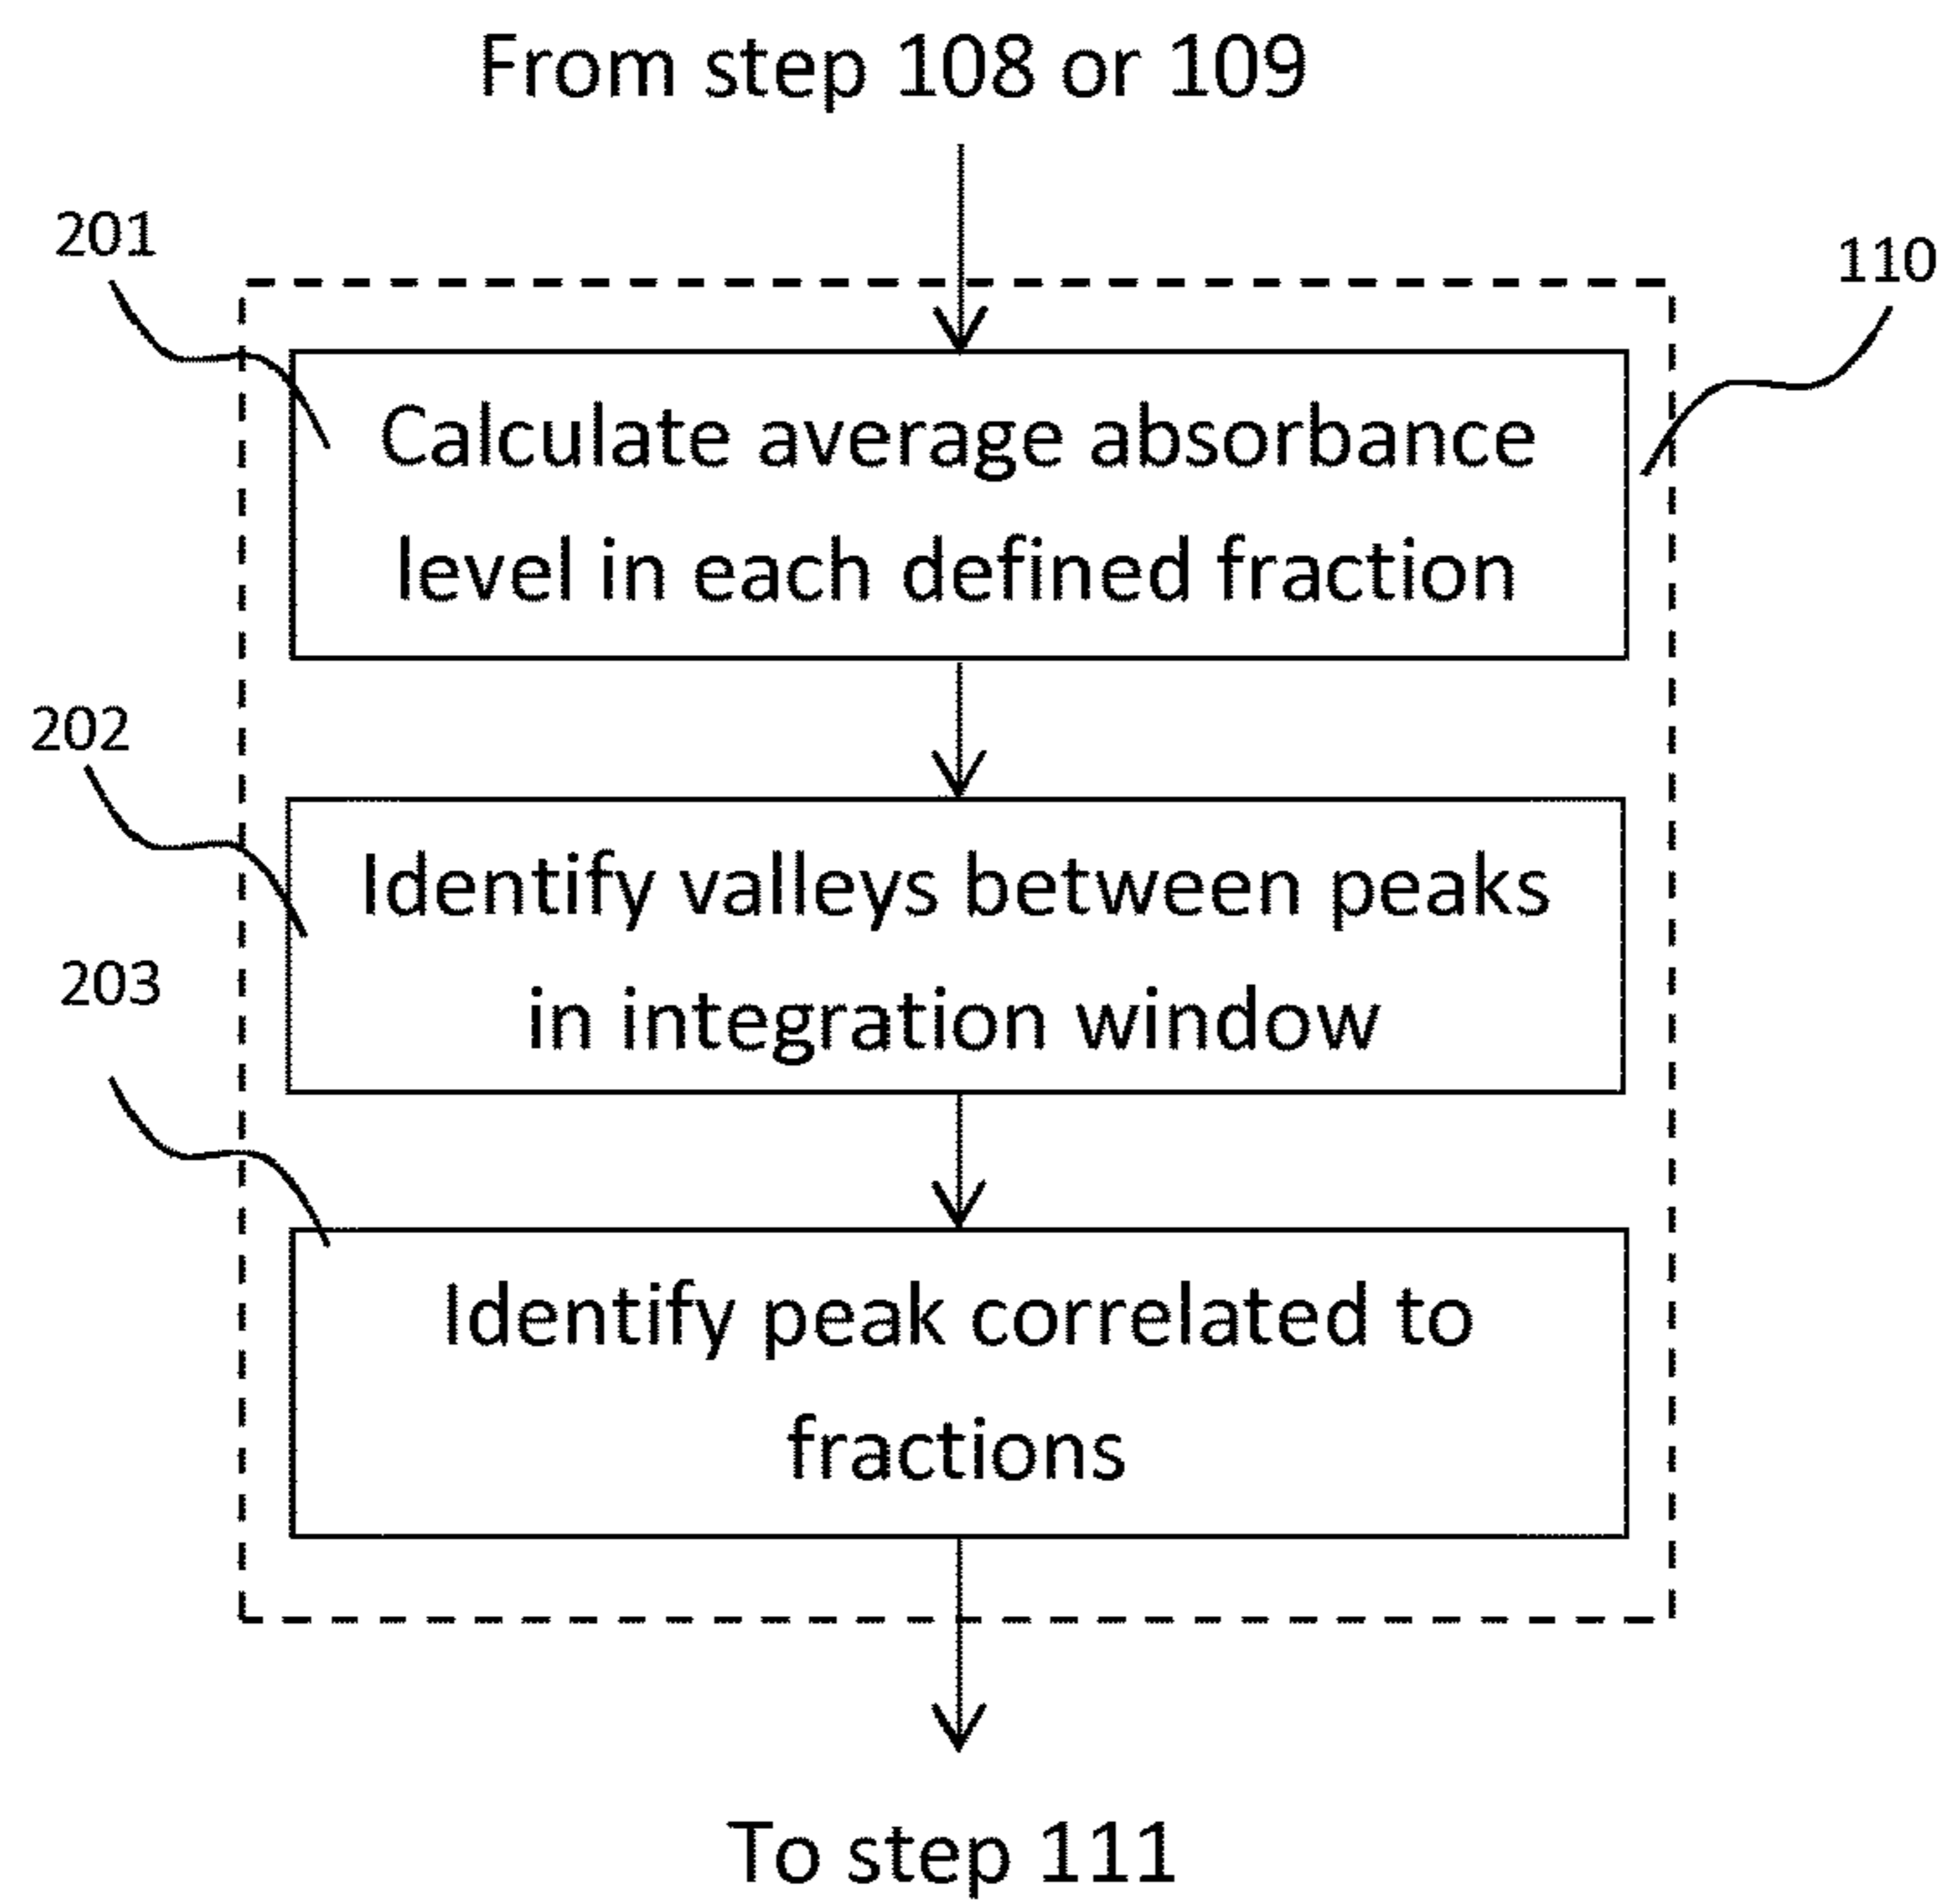 From step 108 or 109
201
110
Calculate average absorbance
level in each defined fraction
202
Identify valleys between peaks
in integration window
203
Identify peak correlated to
fractions
To step 111